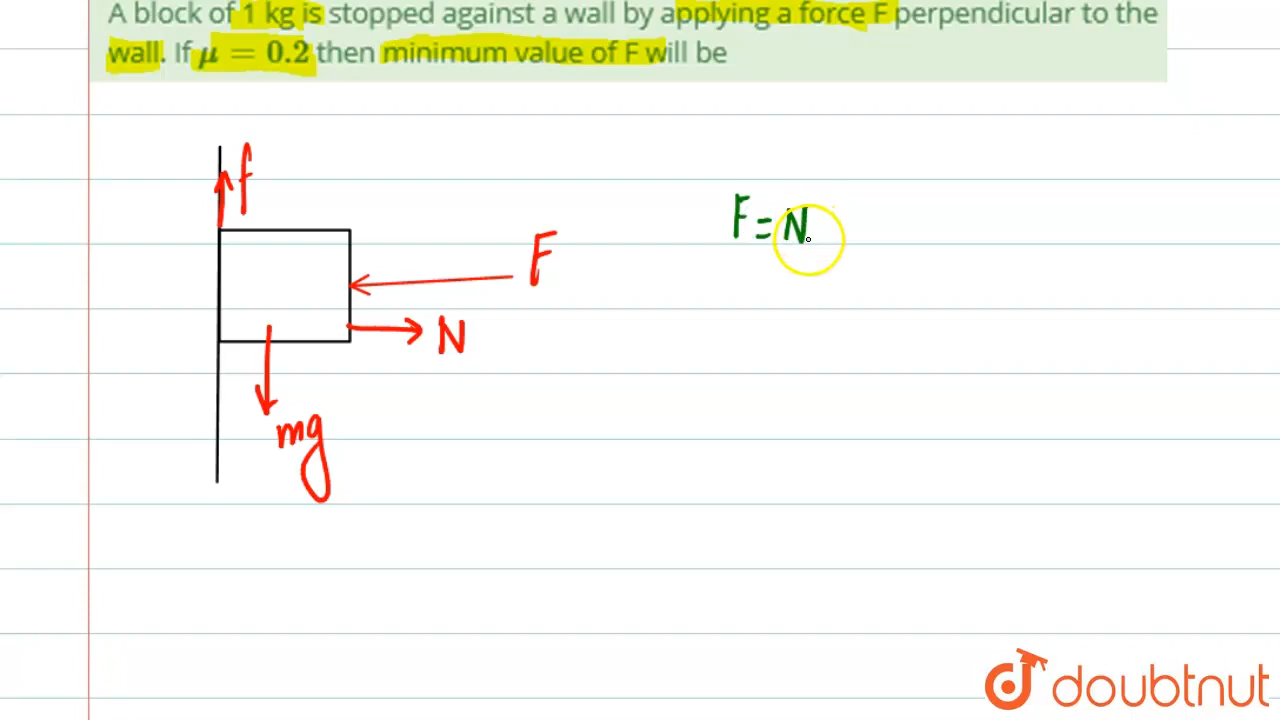 A block of 1 kg is stopped against a wall by applying a force F perpendicular to the
wall. If μ = 0.2 then minimum value of F will be
f
F = N
F
N
mg
doubtnut